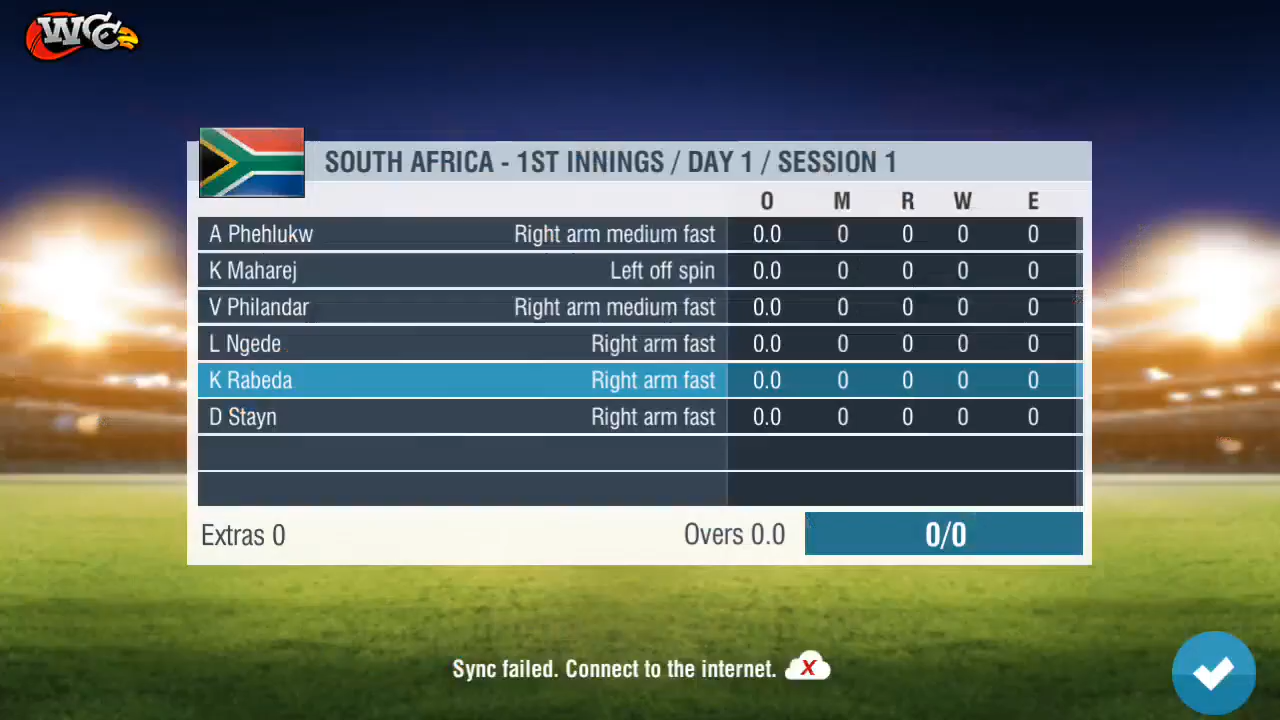 WCC
SOUTH AFRICA - 1ST INNINGS / DAY 1 / SESSION 1
O M R W E
A Phehlukw Right arm medium fast 0.0 0 0 0 0
K Maharej Left off spin 0.0 0 0 0 0
V Philandar Right arm medium fast 0.0 0 0 0 0
L Ngede Right arm fast 0.0 0 0 0 0
K Rabeda Right arm fast 0.0 0 0 0 0
D Stayn Right arm fast 0.0 0 0 0 0
Extras 0 Overs 0.0 0/0
Sync failed. Connect to the internet. X